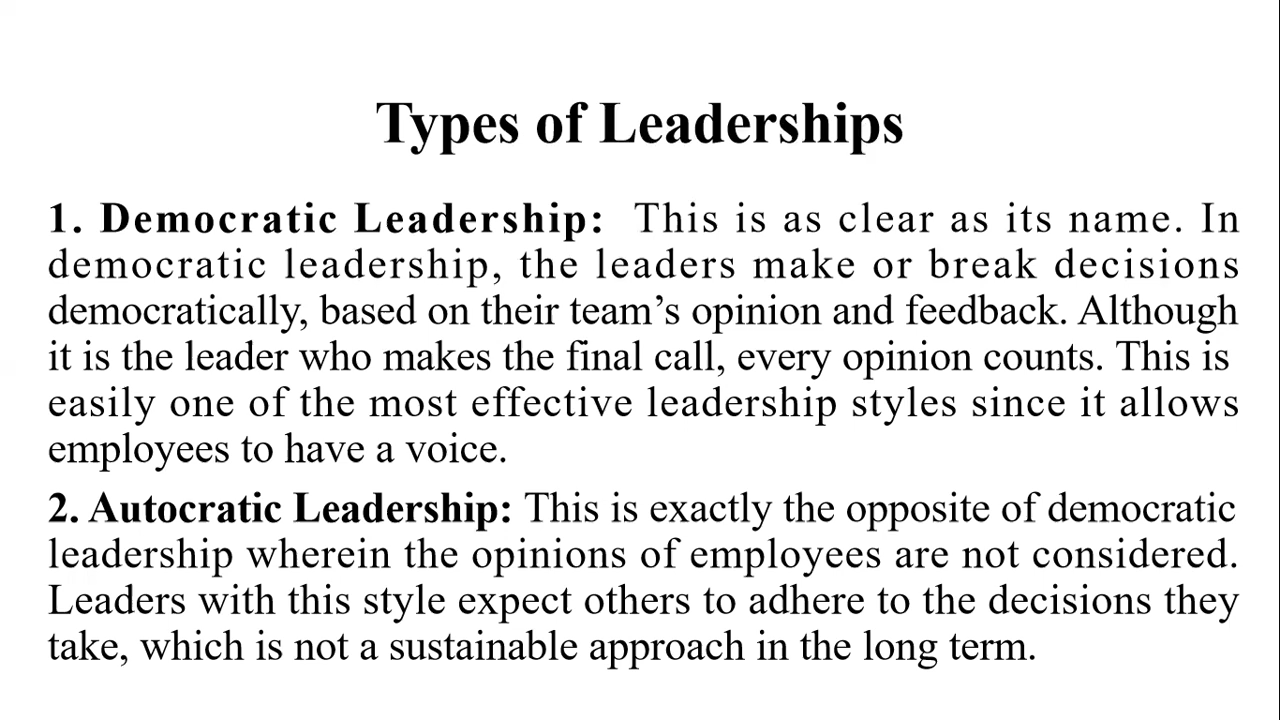 Types of Leaderships
1. Democratic Leadership: This is as clear as its name. In
democratic leadership, the leaders make or break decisions
democratically, based on their team’s opinion and feedback. Although
it is the leader who makes the final call, every opinion counts. This is
easily one of the most effective leadership styles since it allows
employees to have a voice.
2. Autocratic Leadership: This is exactly the opposite of democratic
leadership wherein the opinions of employees are not considered.
Leaders with this style expect others to adhere to the decisions they
take, which is not a sustainable approach in the long term.